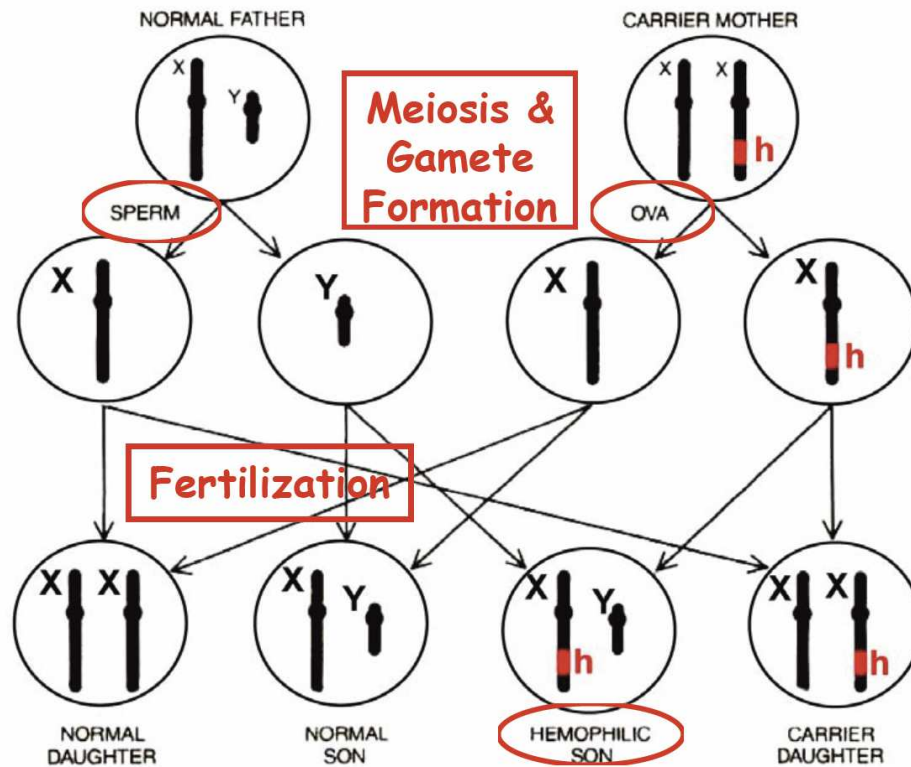 NORMAL FATHER
CARRIER MOTHER
X
Y
X
X
h
Meiosis &
Gamete
Formation
SPERM
OVA
X
Y
X
X
h
Fertilization
X X
X Y
X Y
h
X X
h
NORMAL
DAUGHTER
NORMAL
SON
HEMOPHILIC
SON
CARRIER
DAUGHTER